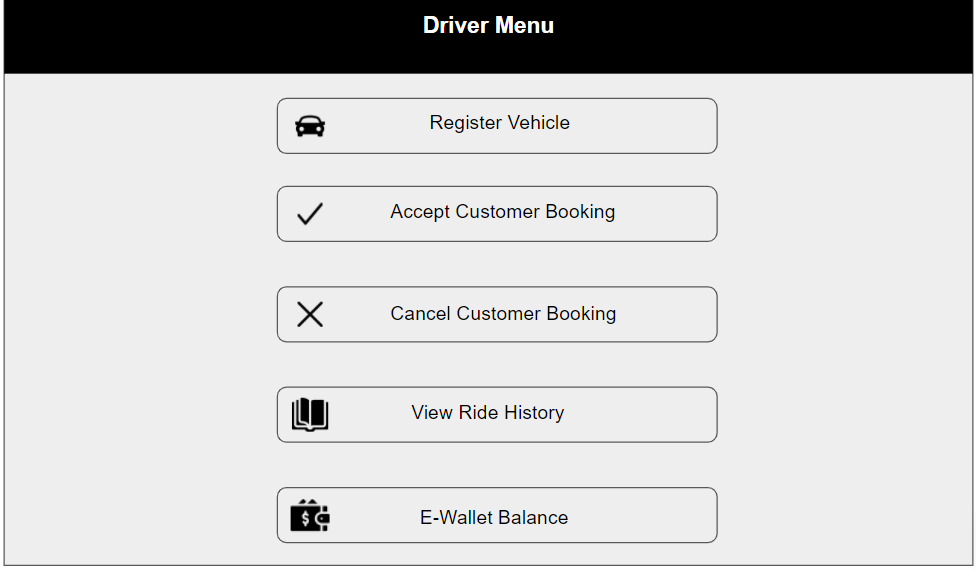 Driver Menu
Register Vehicle
Accept Customer Booking
Cancel Customer Booking
View Ride History
$
E-Wallet Balance